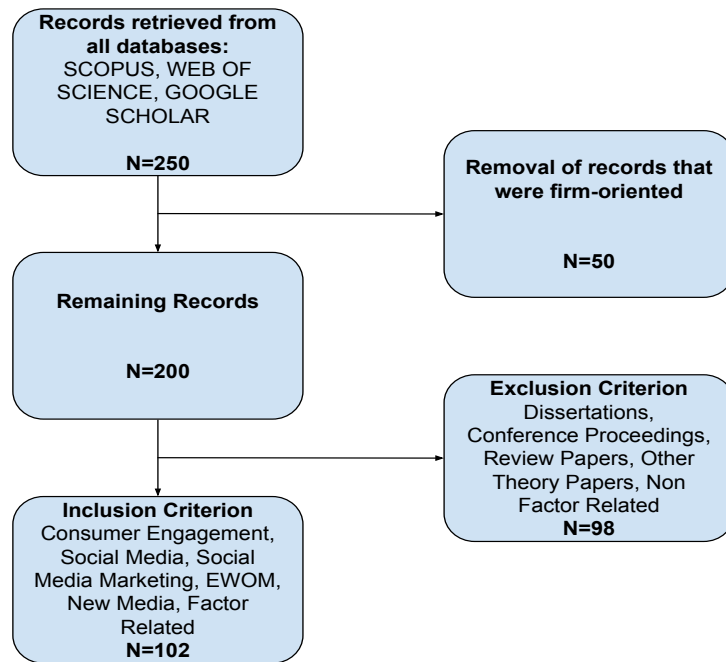 Records retrieved from
all databases:
SCOPUS, WEB OF
SCIENCE, GOOGLE
SCHOLAR
N=250
Removal of records that
were firm-oriented
N=50
Remaining Records
N=200
Exclusion Criterion
Dissertations,
Conference Proceedings,
Review Papers, Other
Theory Papers, Non
Factor Related
N=98
Inclusion Criterion
Consumer Engagement,
Social Media, Social
Media Marketing, EWOM,
New Media, Factor
Related
N=102